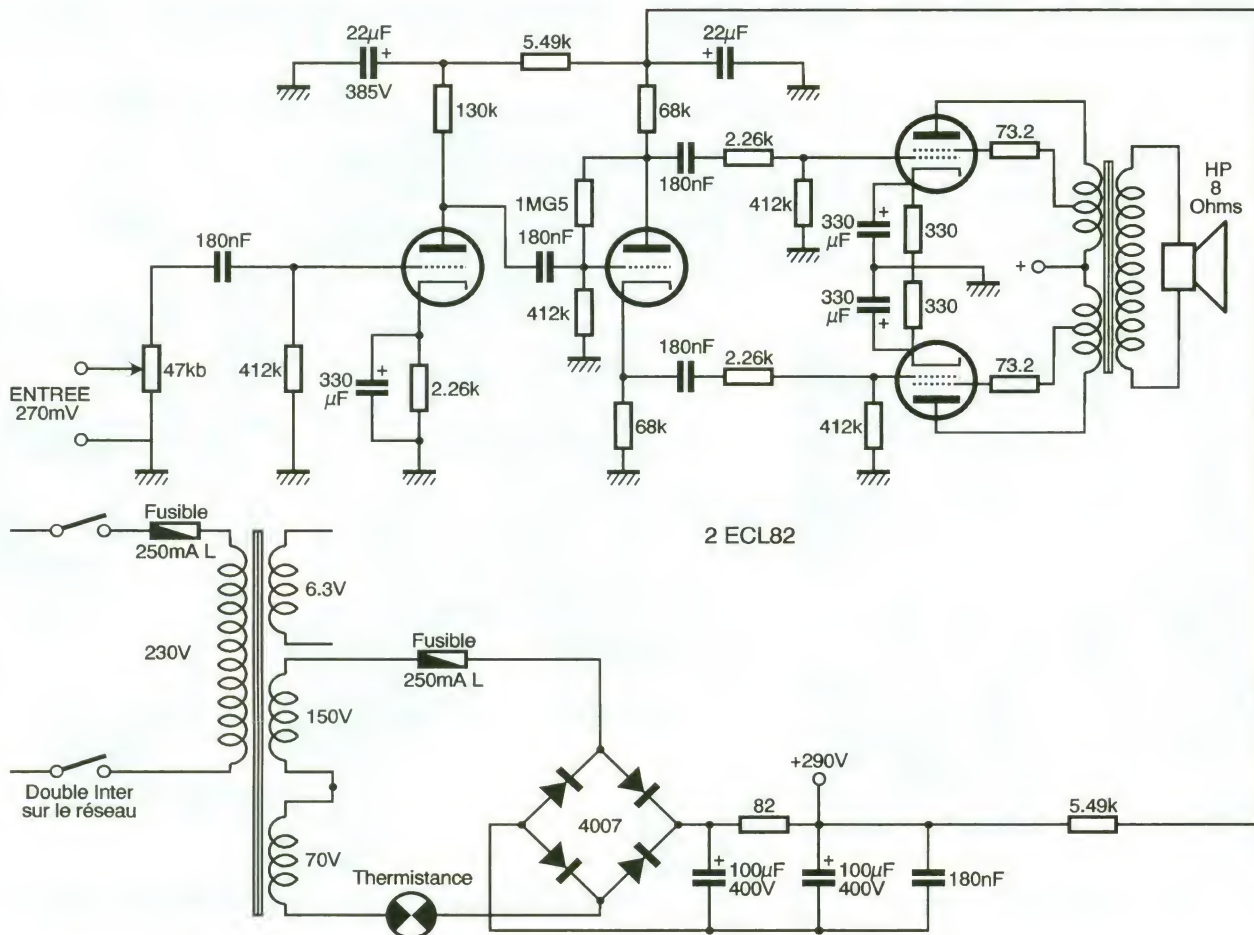 22µF
+
385V
5.49k
22µF
+
130k
68k
2.26k
180nF
73.2
HP
8
Ohms
1MG5
412k
330
µF
+
330
180nF
180nF
+
330
µF
+
330
412k
180nF
2.26k
73.2
ENTREE
270mV
47kb
412k
330
µF
+
2.26k
68k
412k
2 ECL82
Fusible
250mA L
6.3V
230V
Fusible
250mA L
150V
Double Inter
sur le réseau
+290V
4007
82
5.49k
70V
Thermistance
+
100µF
400V
+
100µF
400V
180nF